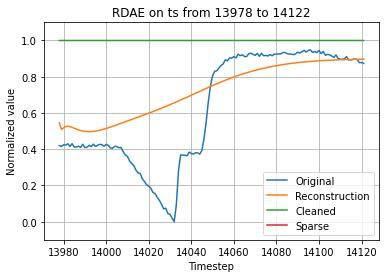 RDAE on ts from 13978 to 14122
1.0
0.8
0.6
0.4
0.2
0.0
Normalized value
Original
Reconstruction
Cleaned
Sparse
13980 14000 14020 14040 14060 14080 14100 14120
Timestep